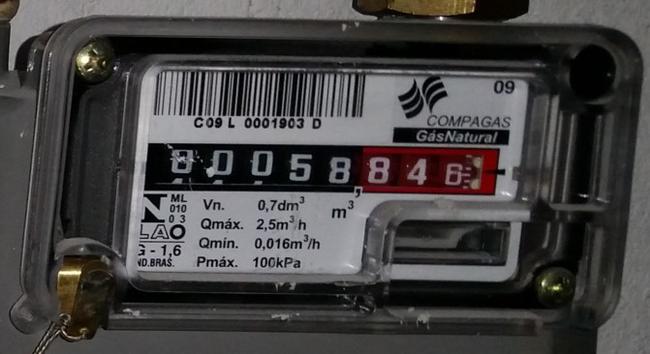 09
C09 L 0001903 D
COMPAGAS
GásNatural
00058,846
ML
010
03
N
LAO
G - 1,6
IND.BRAS.
Vn. 0,7dm³
m³
Qmáx. 2,5m³/h
Qmín. 0,016m³/h
Pmáx. 100kPa